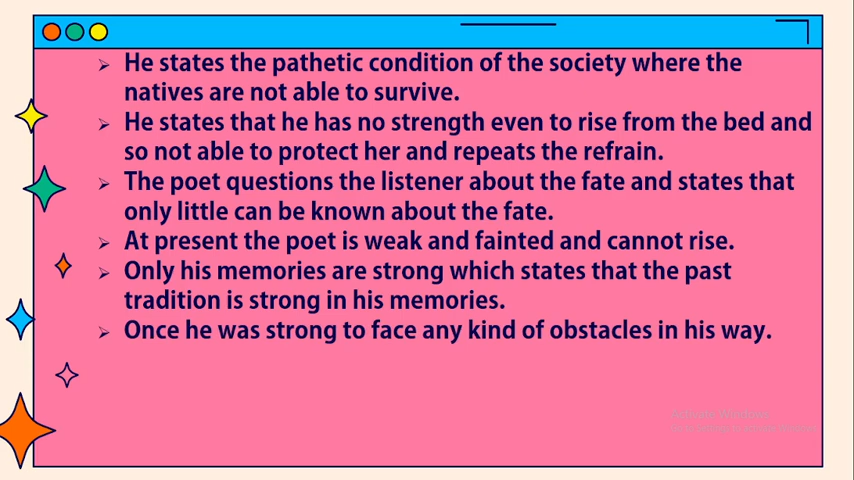 ➢ He states the pathetic condition of the society where the
natives are not able to survive.
➢ He states that he has no strength even to rise from the bed and
so not able to protect her and repeats the refrain.
➢ The poet questions the listener about the fate and states that
only little can be known about the fate.
➢ At present the poet is weak and fainted and cannot rise.
➢ Only his memories are strong which states that the past
tradition is strong in his memories.
➢ Once he was strong to face any kind of obstacles in his way.
Activate Windows